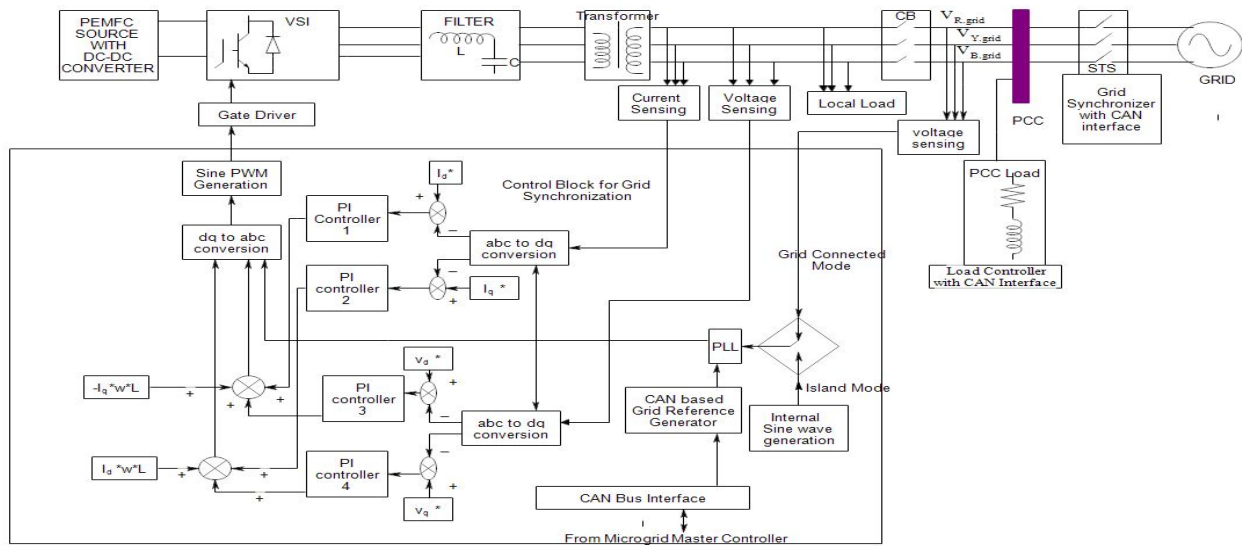 PEMFC
SOURCE
WITH
DC-DC
CONVERTER
VSI
FILTER
L
C
Transformer
CB
V_R.grid
V_Y.grid
V_B.grid
STS
GRID
PCC
Current
Sensing
Voltage
Sensing
Local Load
voltage
sensing
Grid
Synchronizer
with CAN
interface
Gate Driver
PCC Load
Load Controller
with CAN Interface
Sine PWM
Generation
dq to abc
conversion
PI
Controller
1
I_d*
+
−
Control Block for Grid
Synchronization
abc to dq
conversion
PI
controller
2
−
+
I_q *
Grid Connected
Mode
PLL
Island Mode
v_d *
+
−
-I_q*w*L
+
+
+
+
PI
controller
3
abc to dq
conversion
CAN based
Grid Reference
Generator
Internal
Sine wave
generation
I_d *w*L
+
+
+
PI
controller
4
−
+
v_q *
CAN Bus Interface
From Microgrid Master Controller